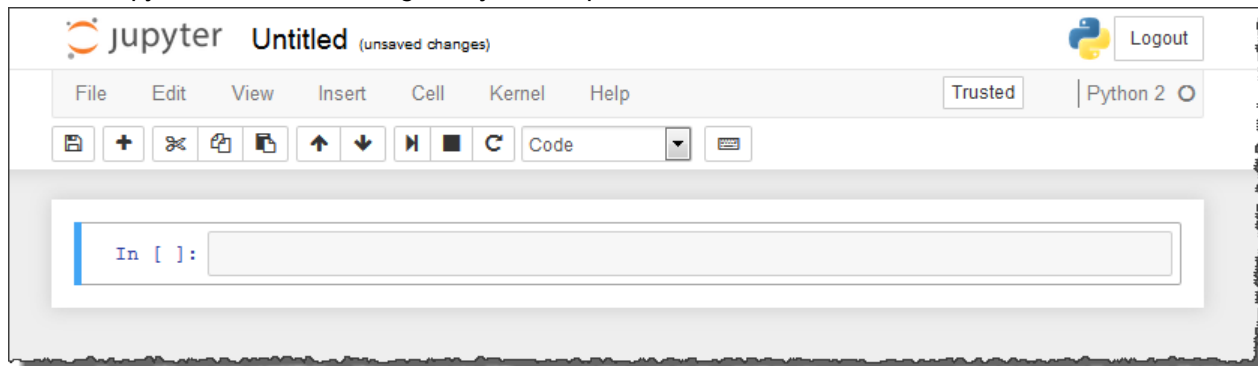 jupyter Untitled (unsaved changes) Logout
File Edit View Insert Cell Kernel Help Trusted Python 2
Code
In [ ]: